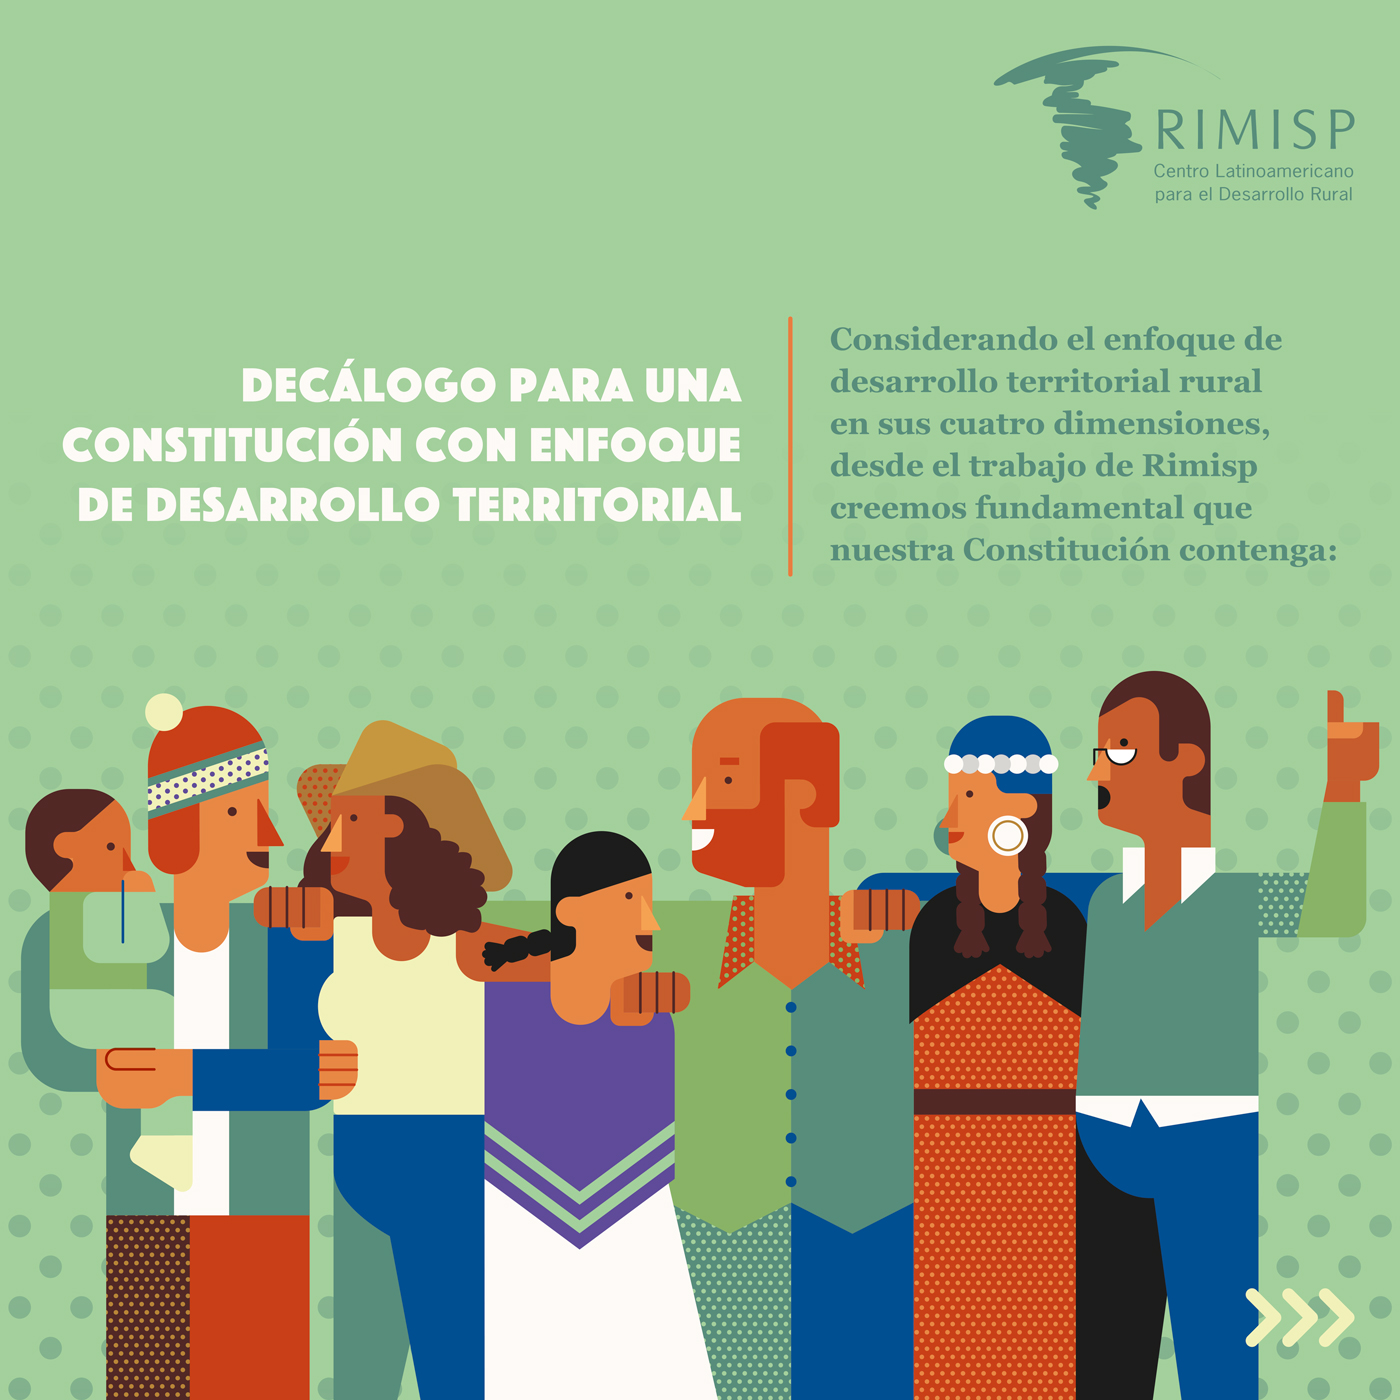 RIMISP
Centro Latinoamericano
para el Desarrollo Rural
DECÁLOGO PARA UNA
CONSTITUCIÓN CON ENFOQUE
DE DESARROLLO TERRITORIAL
Considerando el enfoque de
desarrollo territorial rural
en sus cuatro dimensiones,
desde el trabajo de Rimisp
creemos fundamental que
nuestra Constitución contenga: